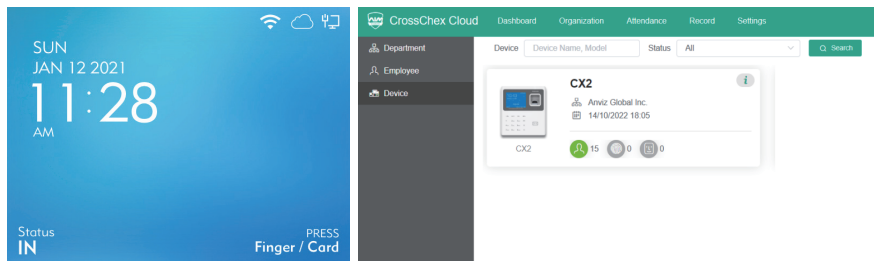 SUN
JAN 12 2021
11:28
AM
Status
IN
PRESS
Finger / Card
CrossChex Cloud
Dashboard Organization Attendance Record Settings
Department
Employee
Device
Device Device Name, Model Status All Search
CX2
Anviz Global Inc.
14/10/2022 18:05
CX2
15 0 0